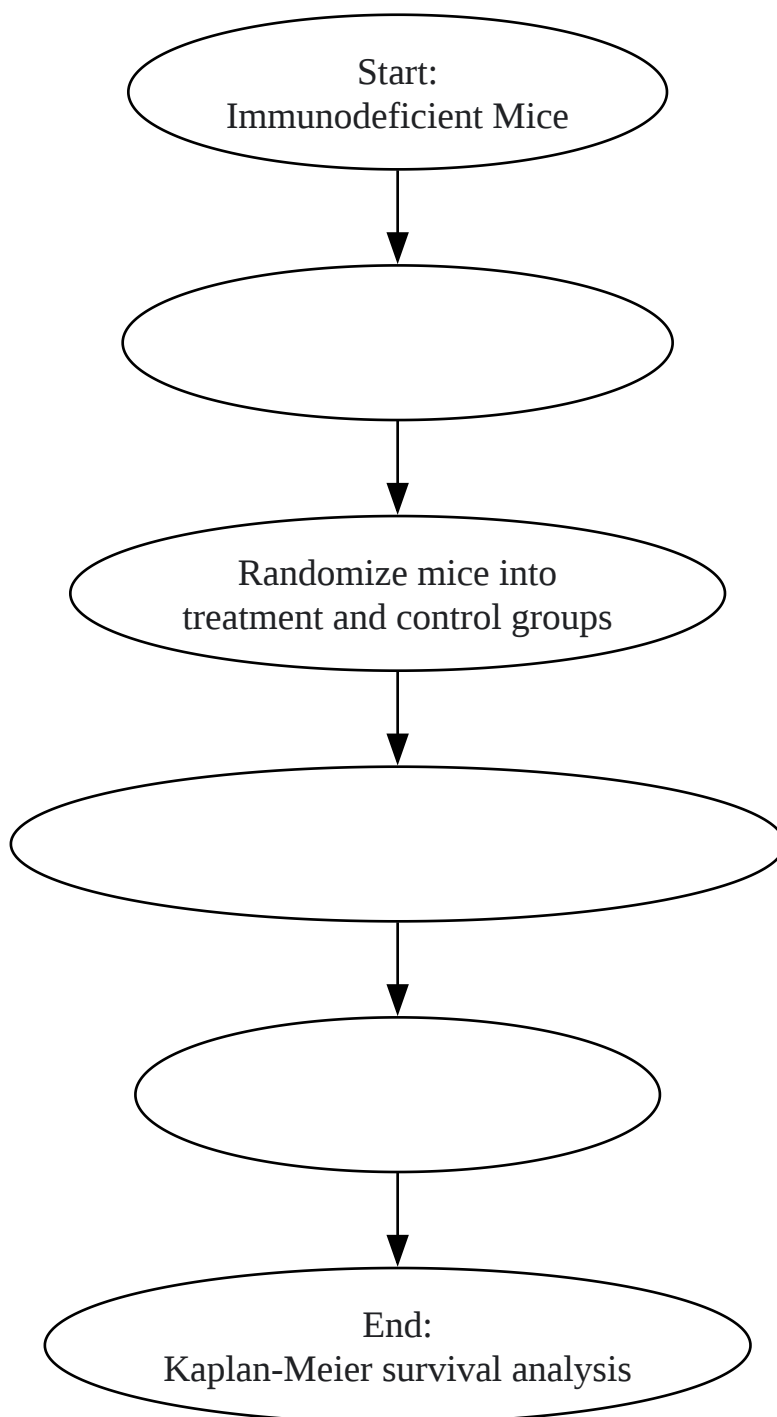 Start:
Immunodeficient Mice
Randomize mice into
treatment and control groups
End:
Kaplan-Meier survival analysis